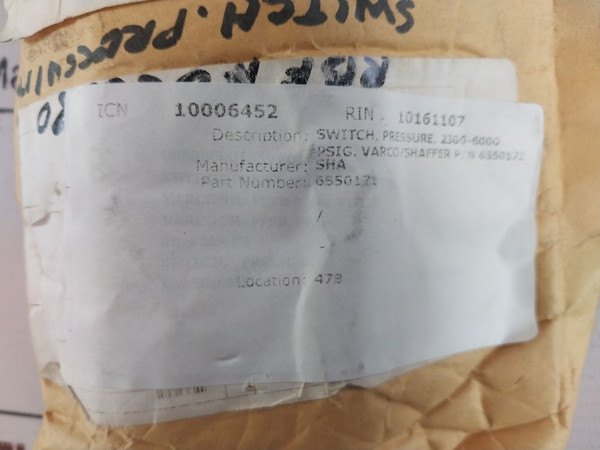 SWITCH. PRESSURE
ICN 10006452 RIN 10161107
Description: SWITCH, PRESSURE, 2300-6000
PSIG, VARCO/SHAFFER P/N 6550171
Manufacturer: SHA
Part Number: 6550171
/
-
Location: 478